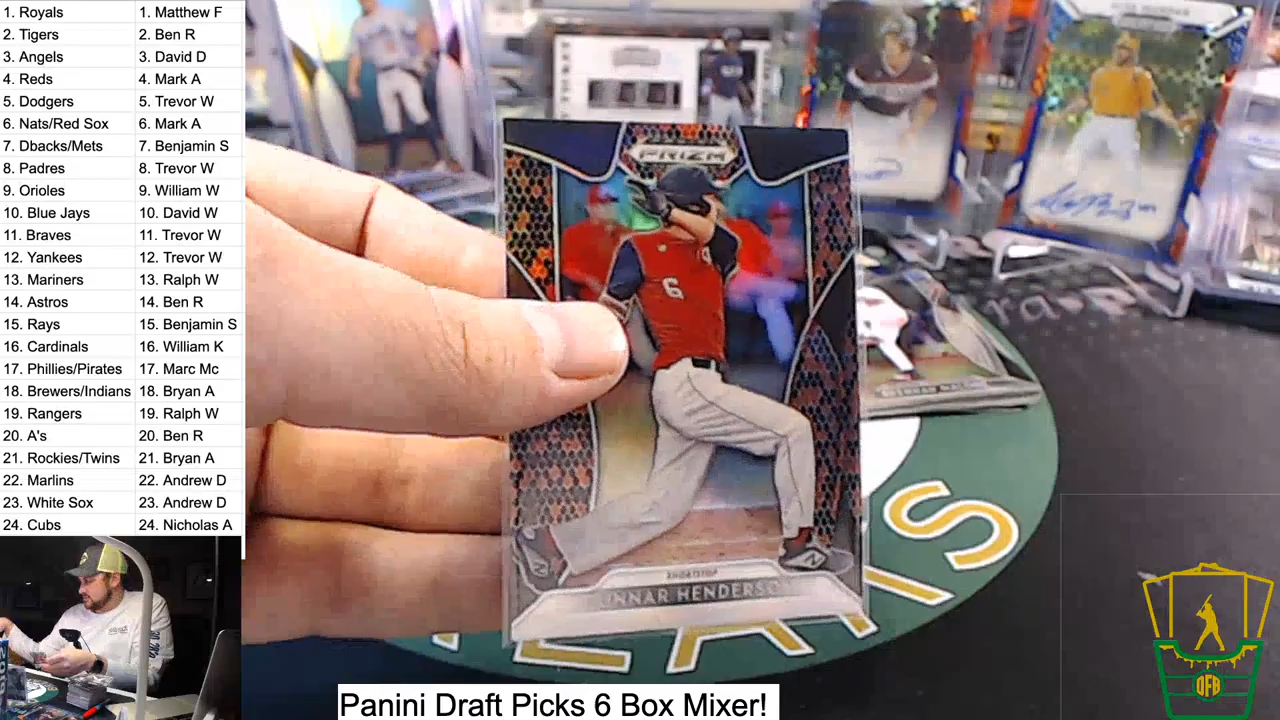 1. Royals 1. Matthew F
2. Tigers 2. Ben R
3. Angels 3. David D
4. Reds 4. Mark A
5. Dodgers 5. Trevor W
6. Nats/Red Sox 6. Mark A
7. Dbacks/Mets 7. Benjamin S
8. Padres 8. Trevor W
9. Orioles 9. William W
10. Blue Jays 10. David W
11. Braves 11. Trevor W
12. Yankees 12. Trevor W
13. Mariners 13. Ralph W
14. Astros 14. Ben R
15. Rays 15. Benjamin S
16. Cardinals 16. William K
17. Phillies/Pirates 17. Marc Mc
18. Brewers/Indians 18. Bryan A
19. Rangers 19. Ralph W
20. A's 20. Ben R
21. Rockies/Twins 21. Bryan A
22. Marlins 22. Andrew D
23. White Sox 23. Andrew D
24. Cubs 24. Nicholas A
PRIZM
6
SHORTSTOP
UNNAR HENDERSO
OFB
Panini Draft Picks 6 Box Mixer!